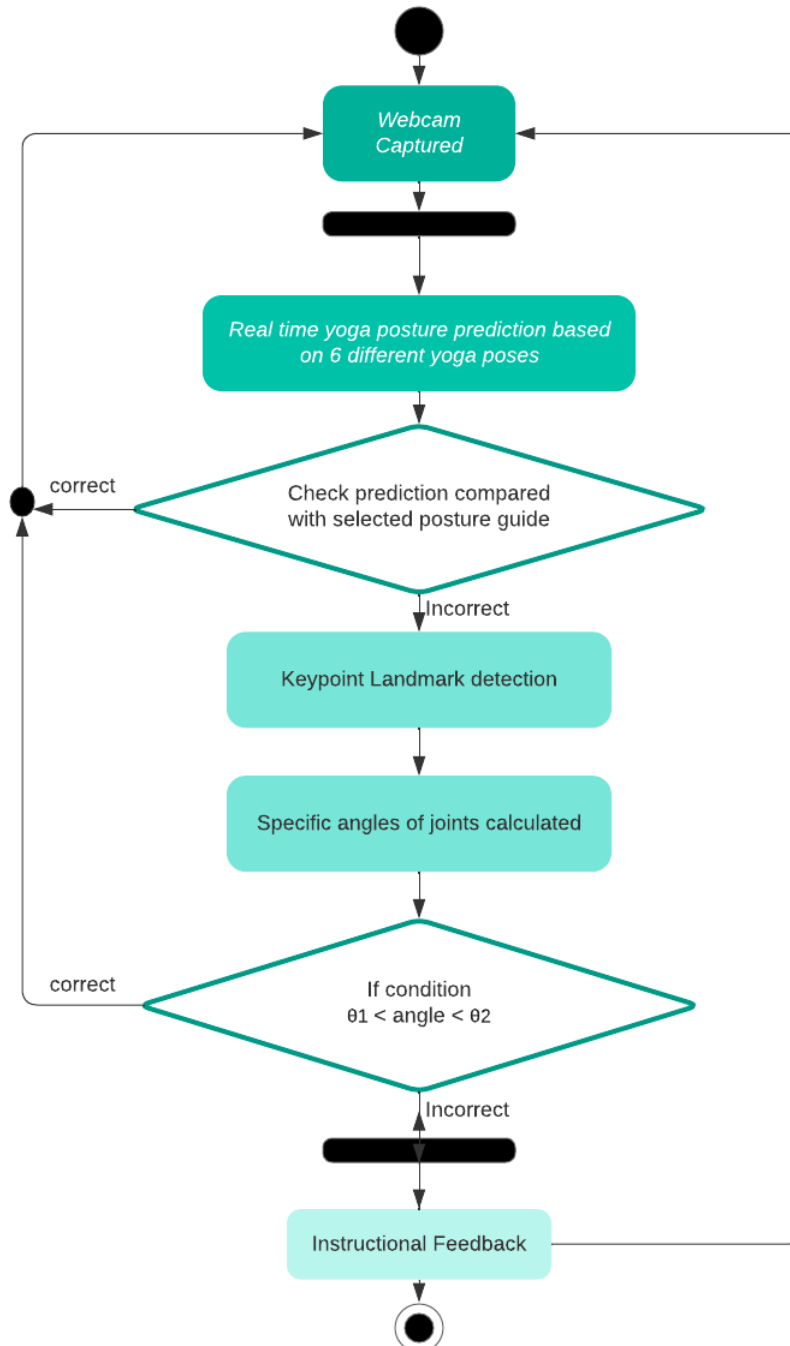 Webcam
Captured
Real time yoga posture prediction based
on 6 different yoga poses
correct
Check prediction compared
with selected posture guide
Incorrect
Keypoint Landmark detection
Specific angles of joints calculated
correct
If condition
θ1 < angle < θ2
Incorrect
Instructional Feedback